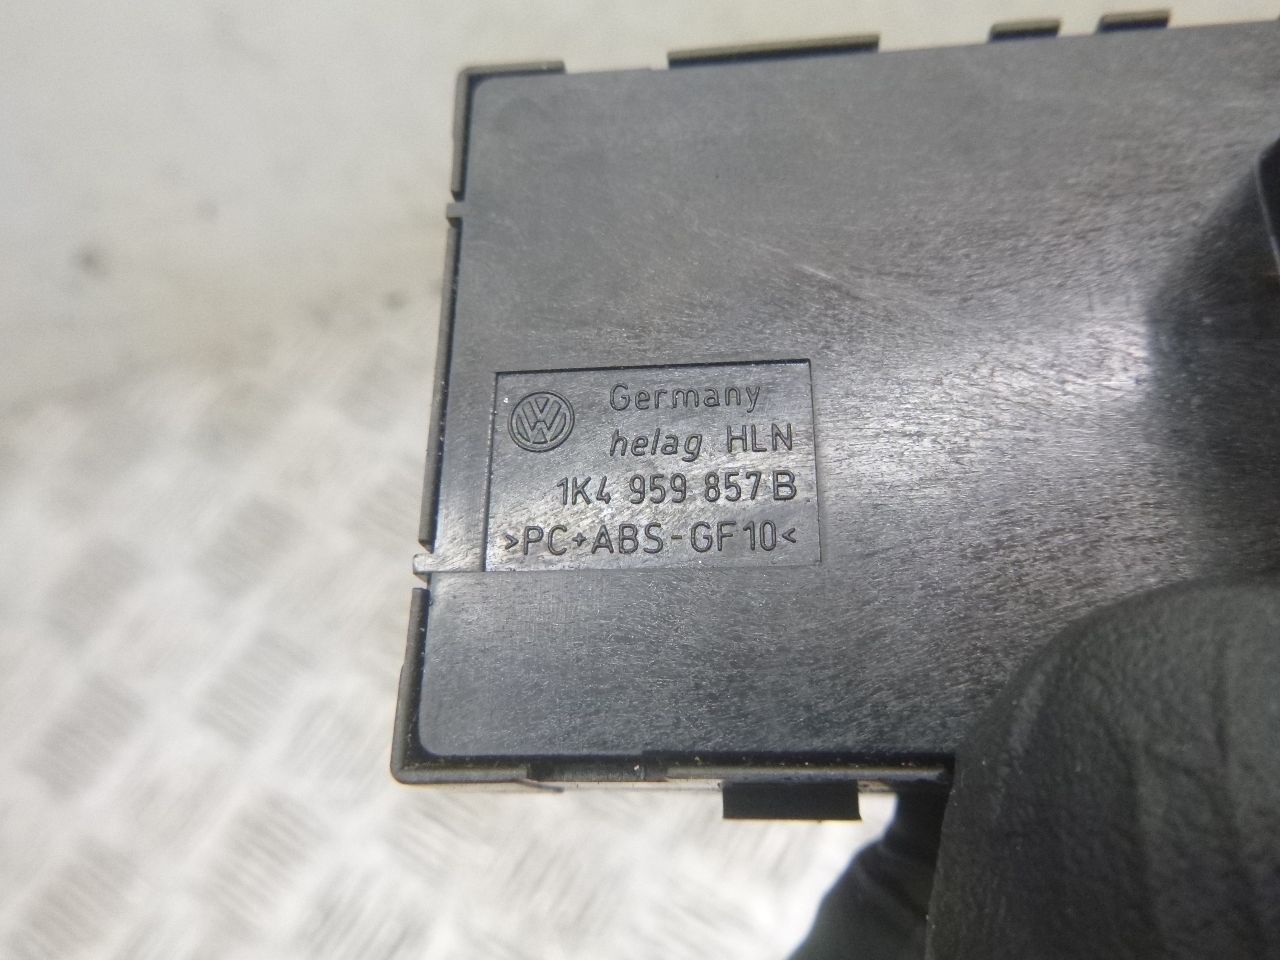 Germany
helag HLN
1K4 959 857 B
>PC+ABS-GF10<